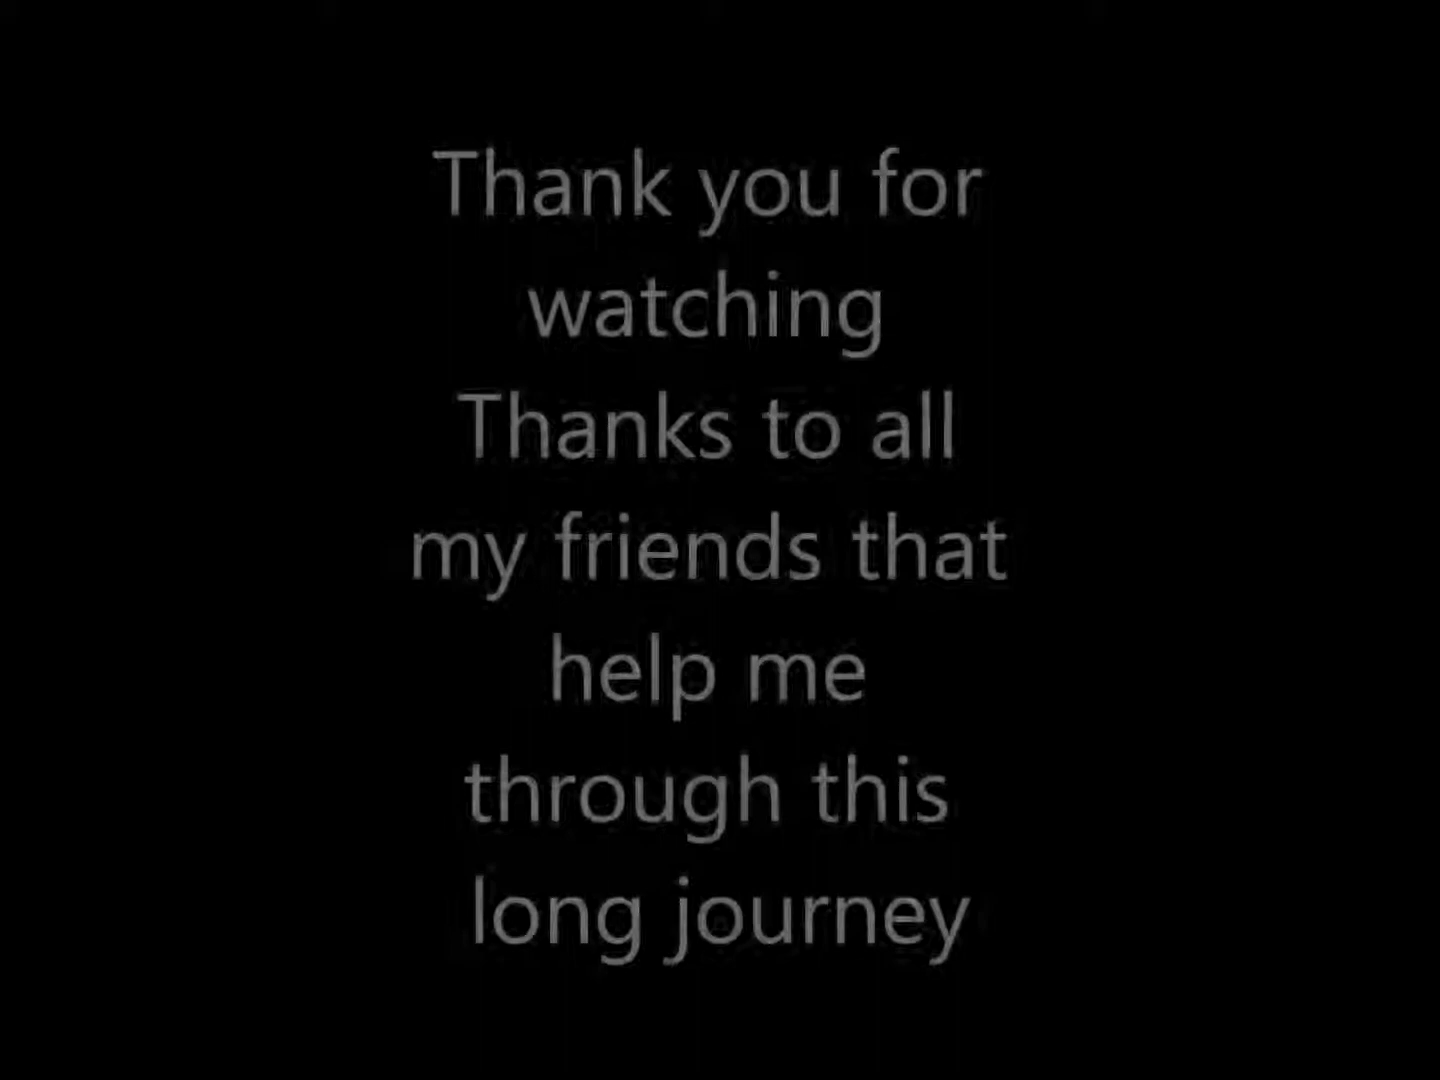 Thank you for
watching
Thanks to all
my friends that
help me
through this
long journey